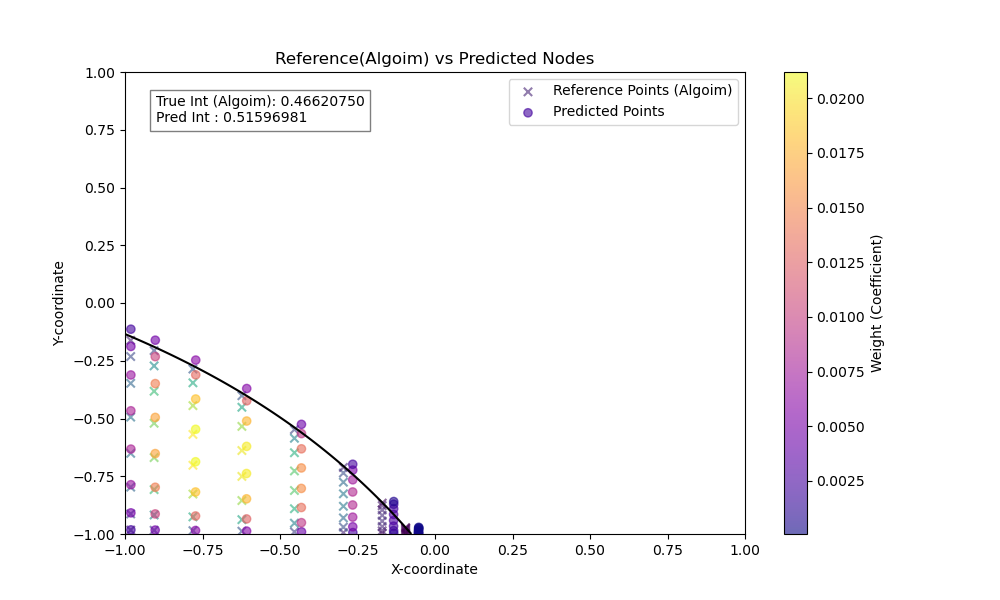 Reference(Algoim) vs Predicted Nodes
True Int (Algoim): 0.46620750
Pred Int : 0.51596981
Reference Points (Algoim)
Predicted Points
Y-coordinate
1.00
0.75
0.50
0.25
0.00
−0.25
−0.50
−0.75
−1.00
−1.00 −0.75 −0.50 −0.25 0.00 0.25 0.50 0.75 1.00
X-coordinate
0.0200
0.0175
0.0150
0.0125
0.0100
0.0075
0.0050
0.0025
Weight (Coefficient)